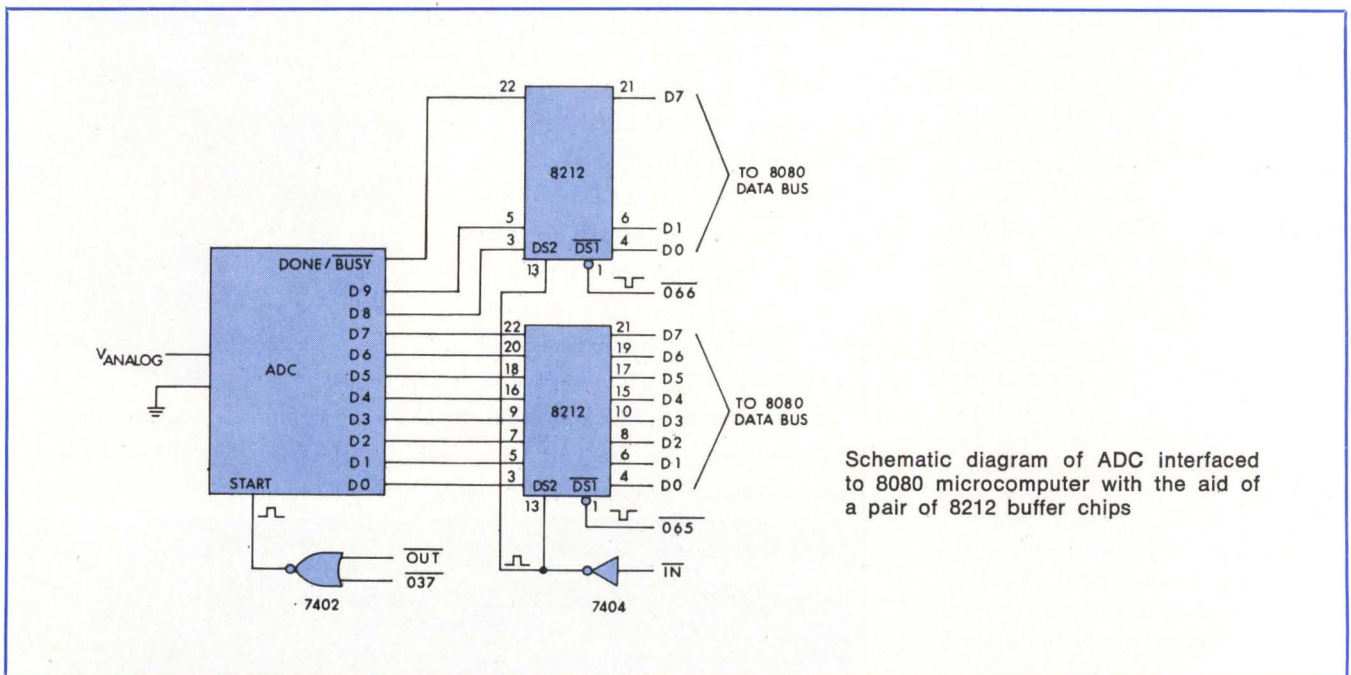 22
21
D7
8212
TO 8080
DATA BUS
5
6
D1
3
DS2
DS1
4
D0
13
1
066
DONE/BUSY
D9
D8
D7
22
21
D7
D6
20
19
D6
VANALOG
ADC
D5
18
17
D5
D4
16
15
D4
D3
9
8212
10
D3
TO 8080
DATA BUS
D2
7
8
D2
D1
5
6
D1
START
D0
3
DS2
DS1
4
D0
13
1
065
OUT
037
7402
IN
7404
Schematic diagram of ADC interfaced
to 8080 microcomputer with the aid of
a pair of 8212 buffer chips